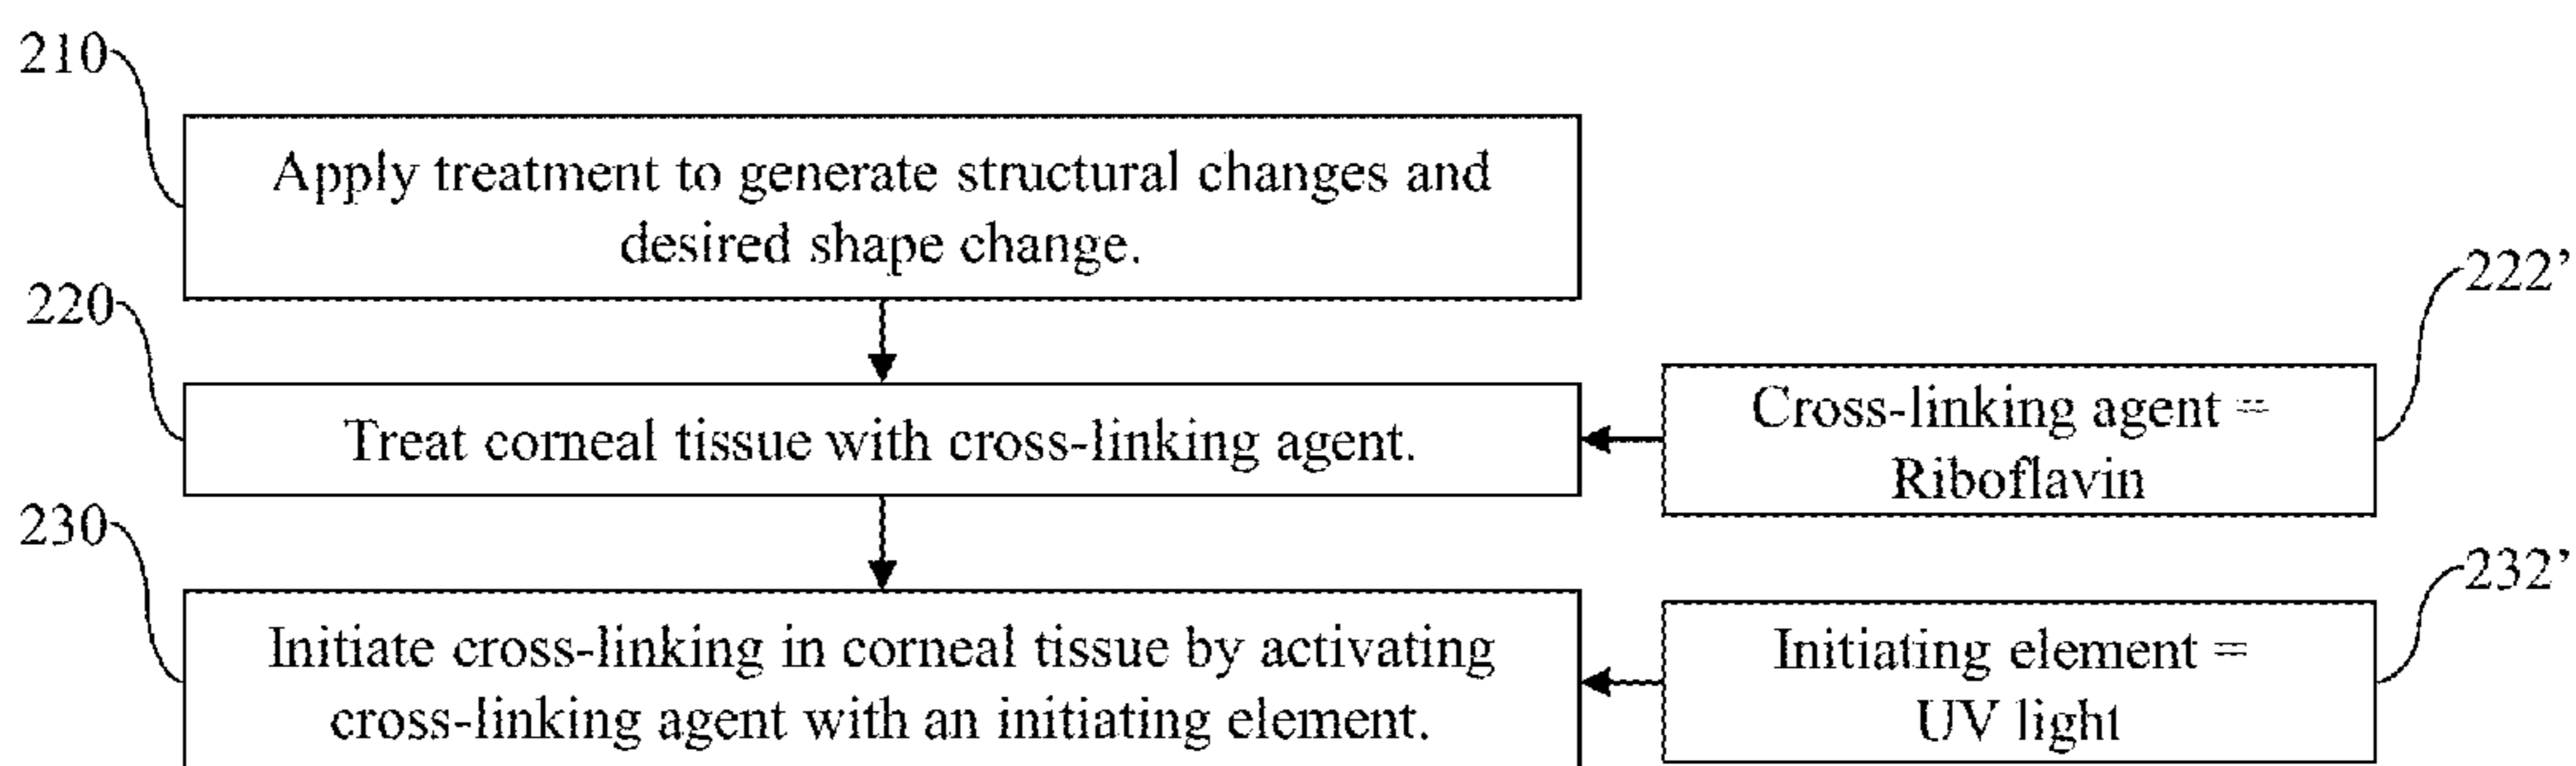 210
Apply treatment to generate structural changes and
desired shape change.
220
222’
Treat corneal tissue with cross-linking agent.
Cross-linking agent =
Riboflavin
230
232’
Initiate cross-linking in corneal tissue by activating
cross-linking agent with an initiating element.
Initiating element =
UV light